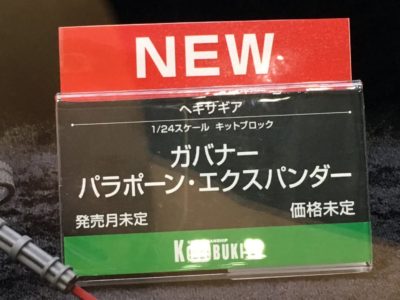 NEW
ヘキサギア
1/24スケール キットブロック
ガバナー
パラポーン・エクスパンダー
発売月未定 価格未定